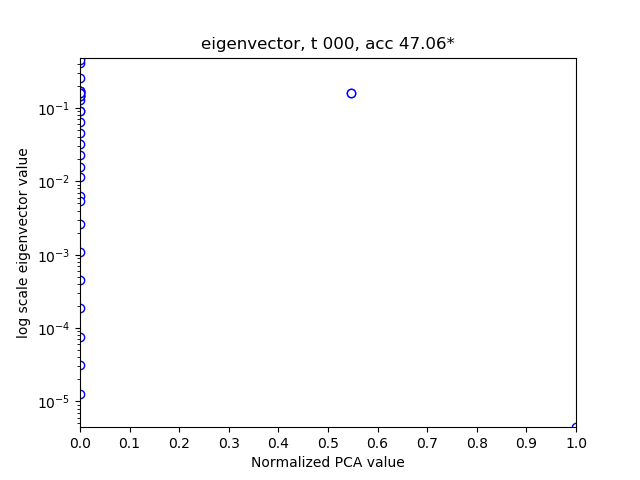 eigenvector, t 000, acc 47.06*
log scale eigenvector value
10⁻¹
10⁻²
10⁻³
10⁻⁴
10⁻⁵
0.0 0.1 0.2 0.3 0.4 0.5 0.6 0.7 0.8 0.9 1.0
Normalized PCA value